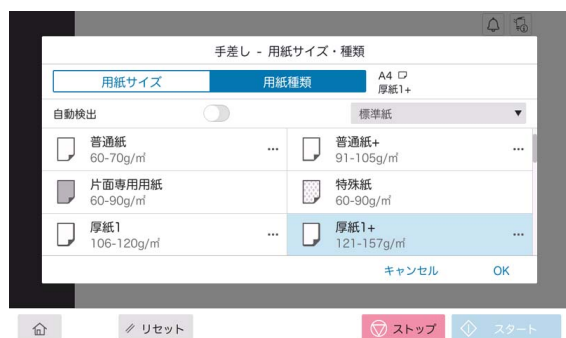 手差し - 用紙サイズ・種類
用紙サイズ
用紙種類
A4
厚紙1+
自動検出
標準紙
普通紙
60-70g/㎡
普通紙+
91-105g/㎡
片面専用用紙
60-90g/㎡
特殊紙
60-90g/㎡
厚紙1
106-120g/㎡
厚紙1+
121-157g/㎡
キャンセル
OK
リセット
ストップ
スタート